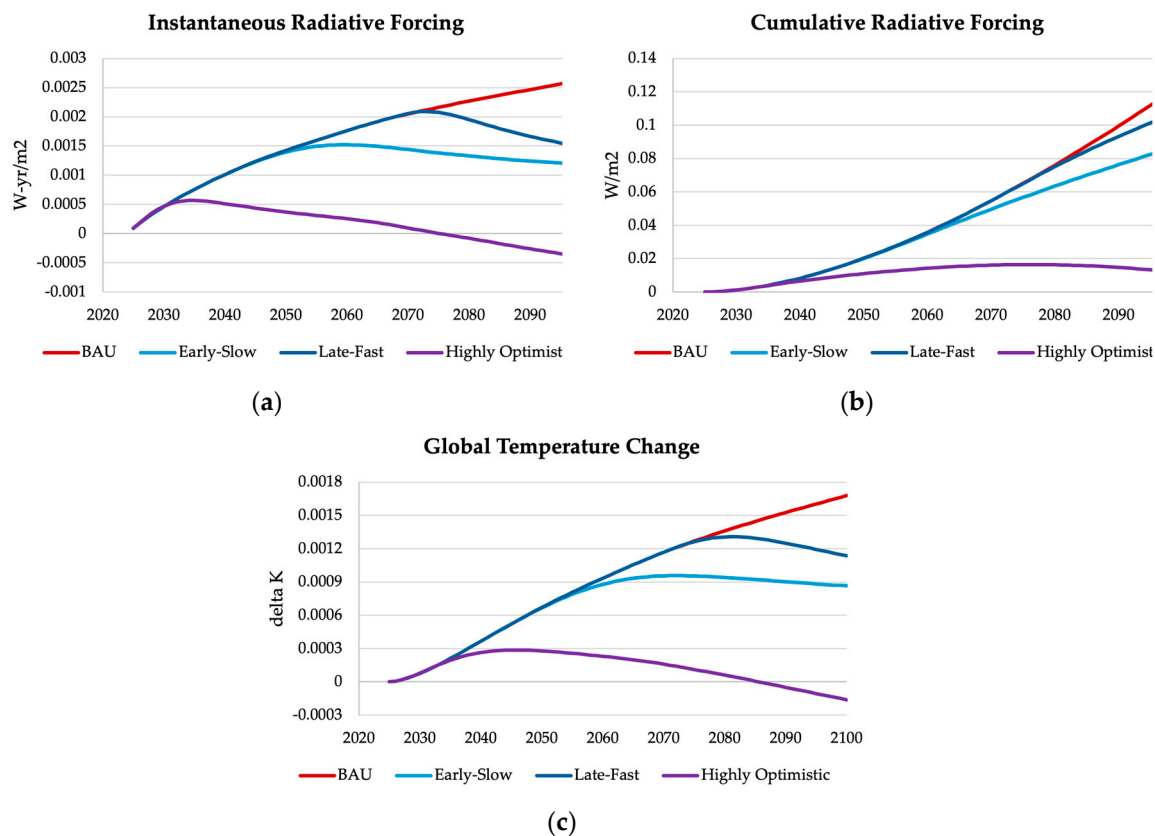 Instantaneous Radiative Forcing
0.003
0.0025
0.002
0.0015
0.001
0.0005
0
-0.0005
-0.001
W-yr/m2
2020 2030 2040 2050 2060 2070 2080 2090
BAU Early-Slow Late-Fast Highly Optimist
(a)
Cumulative Radiative Forcing
0.14
0.12
0.1
0.08
0.06
0.04
0.02
0
W/m2
2020 2030 2040 2050 2060 2070 2080 2090
BAU Early-Slow Late-Fast Highly Optimist
(b)
Global Temperature Change
0.0018
0.0015
0.0012
0.0009
0.0006
0.0003
0
-0.0003
delta K
2020 2030 2040 2050 2060 2070 2080 2090 2100
BAU Early-Slow Late-Fast Highly Optimistic
(c)